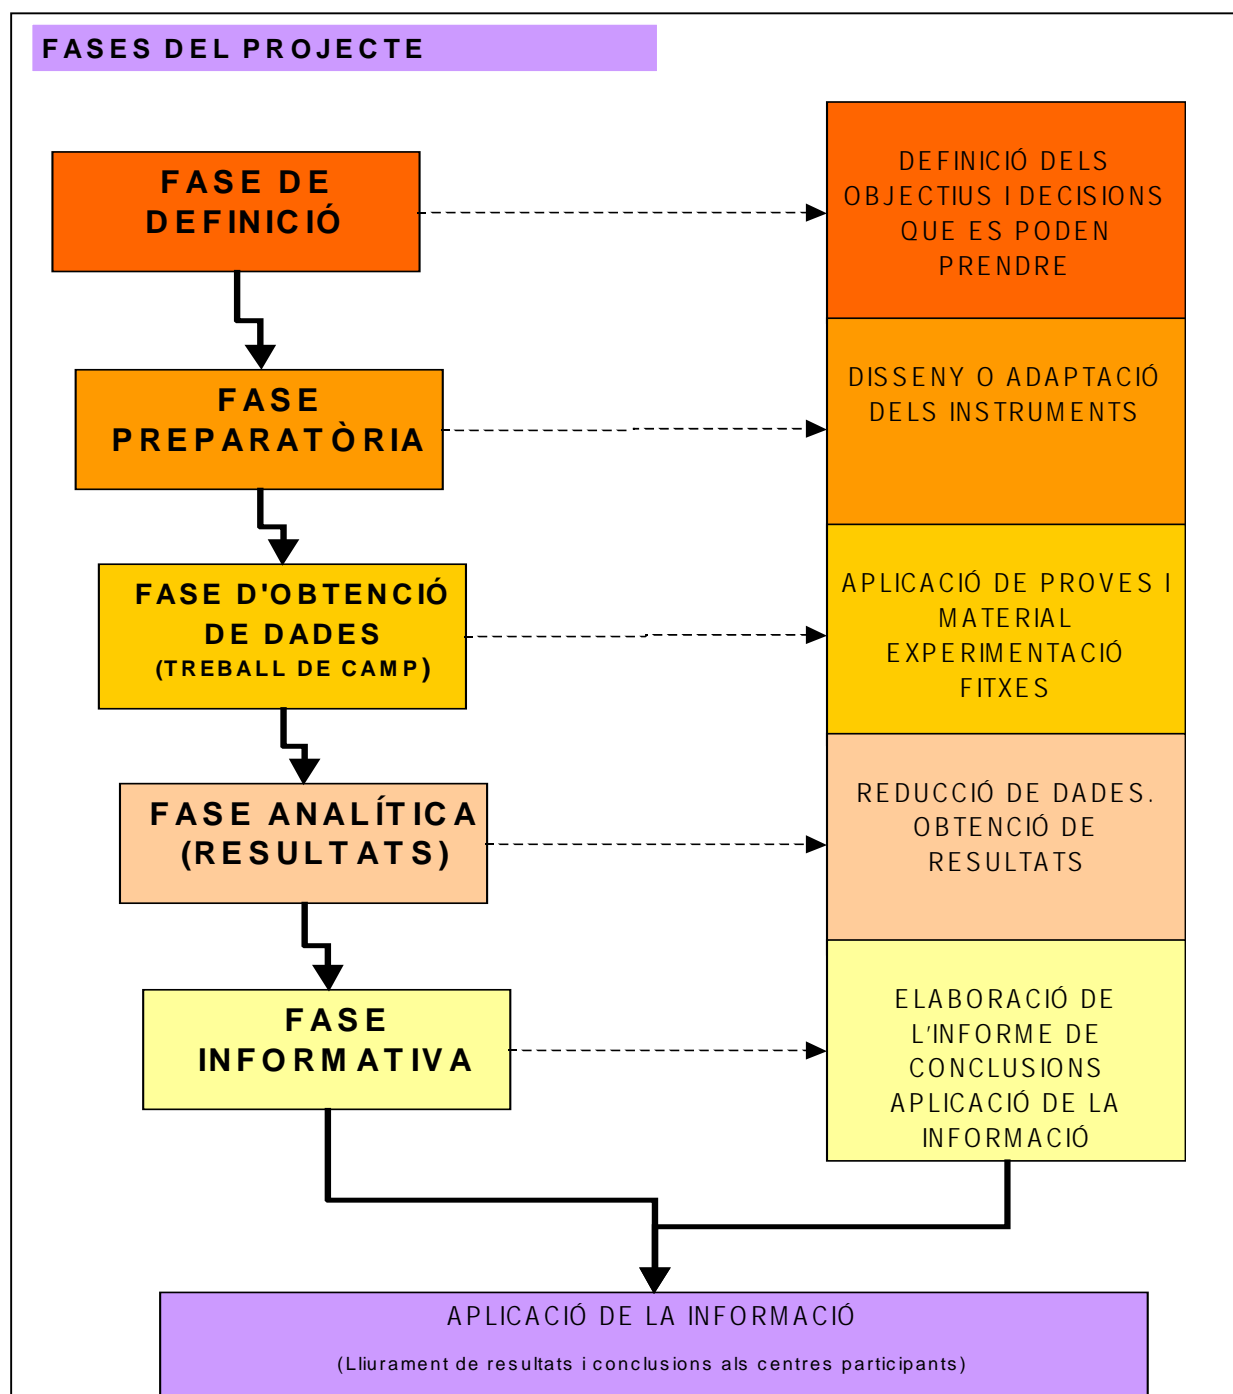 FASES DEL PROJECTE
FASE DE
DEFINICIÓ
DEFINICIÓ DELS
OBJECTIUS I DECISIONS
QUE ES PODEN
PRENDRE
FASE
PREPARATÒRIA
DISSENY O ADAPTACIÓ
DELS INSTRUMENTS
FASE D'OBTENCIÓ
DE DADES
(TREBALL DE CAMP)
APLICACIÓ DE PROVES I
MATERIAL
EXPERIMENTACIÓ
FITXES
FASE ANALÍTICA
(RESULTATS)
REDUCCIÓ DE DADES.
OBTENCIÓ DE
RESULTATS
FASE
INFORMATIVA
ELABORACIÓ DE
L'INFORME DE
CONCLUSIONS
APLICACIÓ DE LA
INFORMACIÓ
APLICACIÓ DE LA INFORMACIÓ
(Lliurament de resultats i conclusions als centres participants)